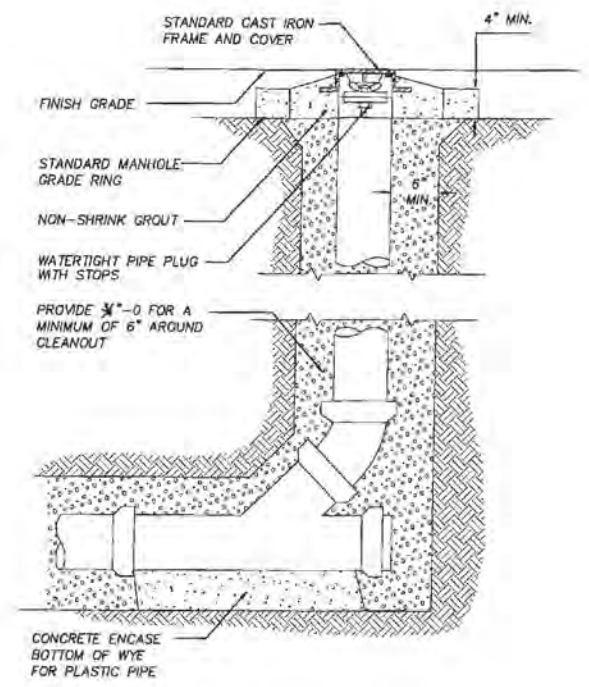 STANDARD CAST IRON
FRAME AND COVER
4" MIN.
FINISH GRADE
STANDARD MANHOLE
GRADE RING
6"
MIN.
NON-SHRINK GROUT
WATERTIGHT PIPE PLUG
WITH STOPS
PROVIDE ¾"-0 FOR A
MINIMUM OF 6" AROUND
CLEANOUT
CONCRETE ENCASE
BOTTOM OF WYE
FOR PLASTIC PIPE